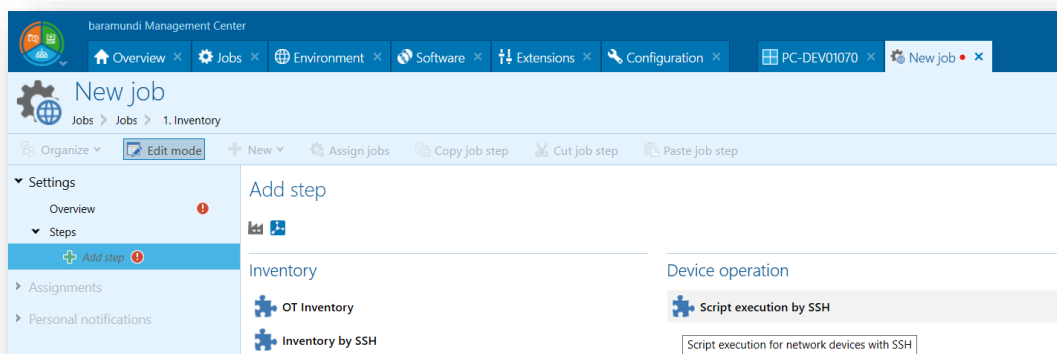 baramundi Management Center
Overview Jobs Environment Software Extensions Configuration PC-DEV01070 New job
New job
Jobs > Jobs > 1. Inventory
Organize Edit mode New Assign jobs Copy job step Cut job step Paste job step
Settings
Overview
Steps
Add step
Assignments
Personal notifications
Add step
Inventory
OT Inventory
Inventory by SSH
Device operation
Script execution by SSH
Script execution for network devices with SSH